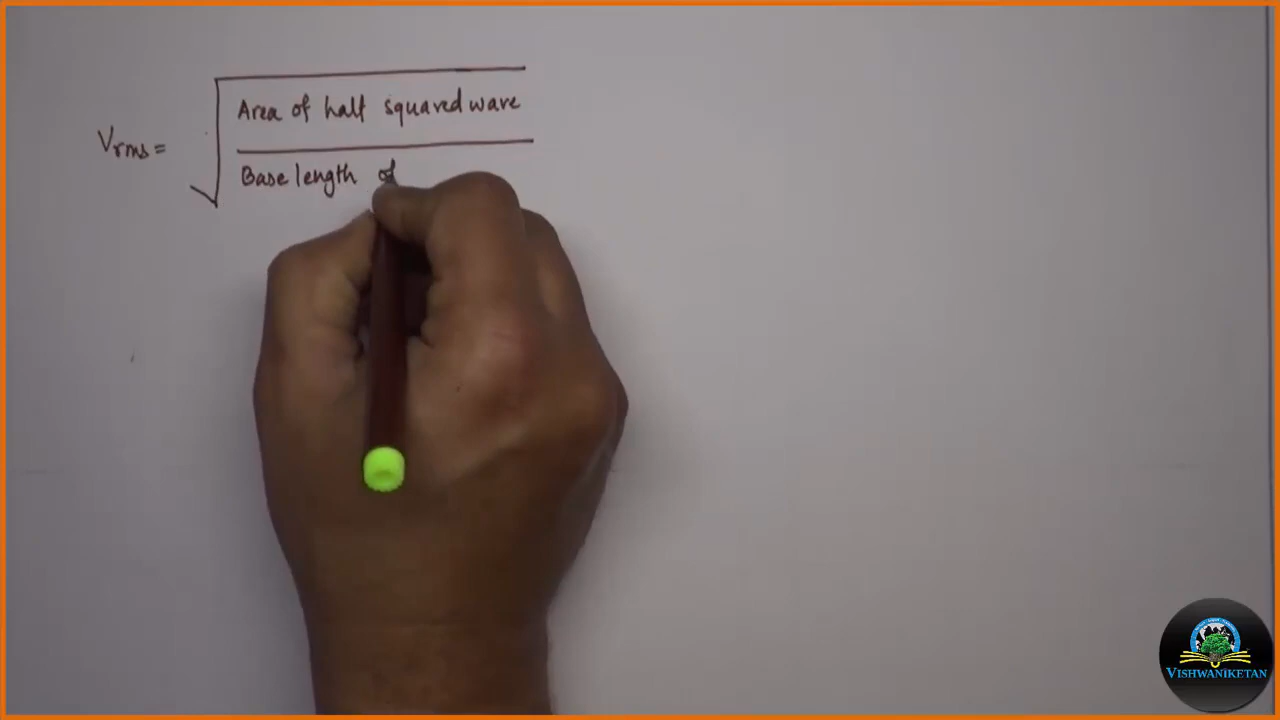 Area of half squared wave
Vrms =
Base length of
VISHWANIKETAN